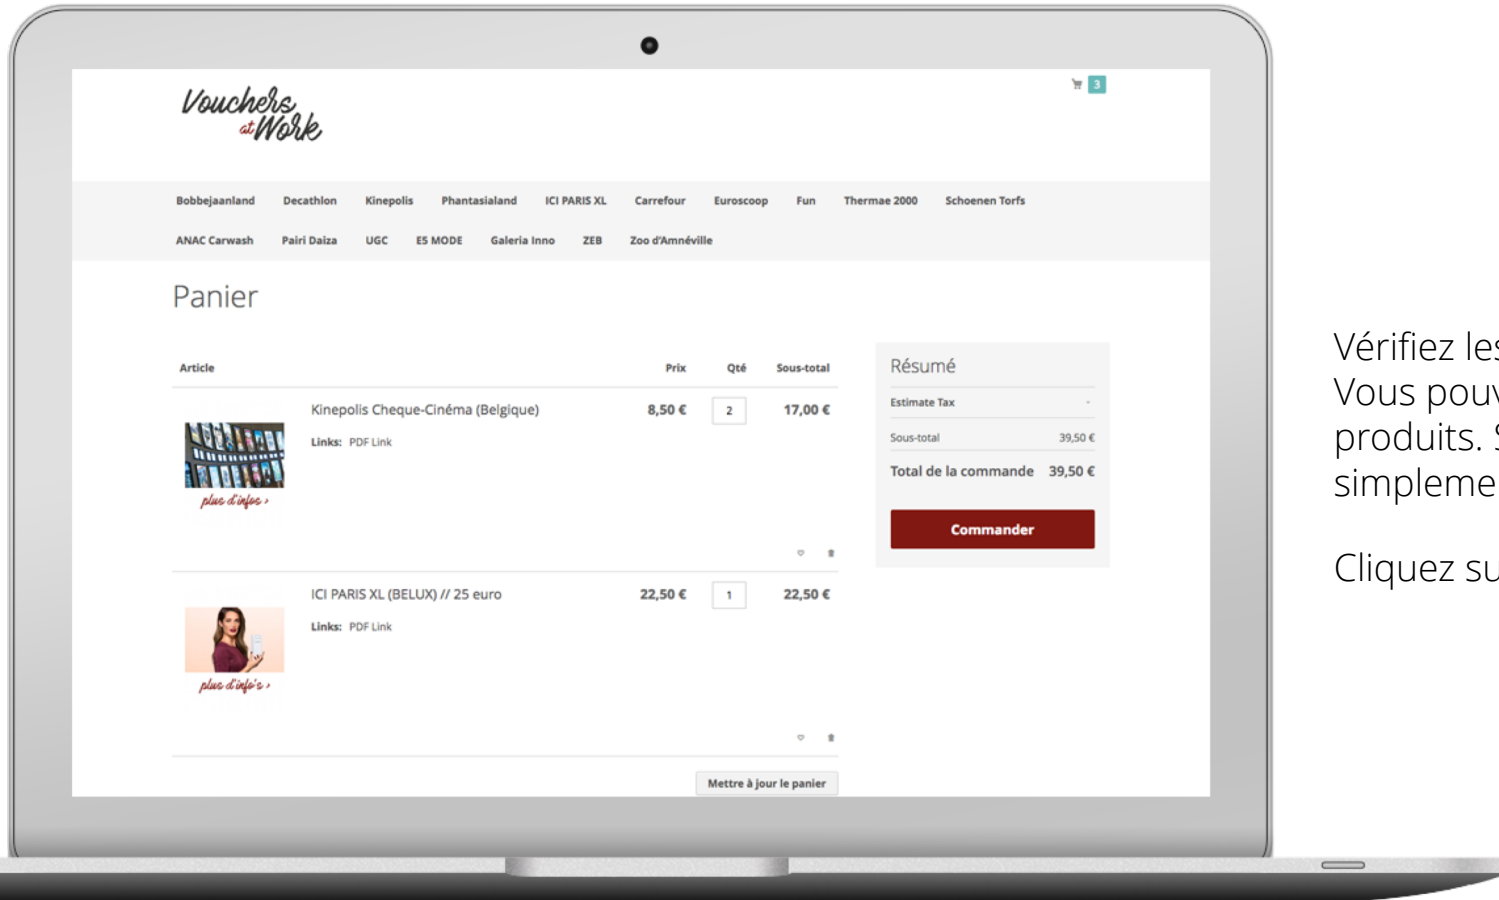 Vouchers
at Work
3
Bobbejaanland Decathlon Kinepolis Phantasialand ICI PARIS XL Carrefour Euroscoop Fun Thermae 2000 Schoenen Torfs
ANAC Carwash Pairi Daiza UGC E5 MODE Galeria Inno ZEB Zoo d'Amnéville
Panier
Article Prix Qté Sous-total
Kinepolis Cheque-Cinéma (Belgique) 8,50 € 2 17,00 €
Links: PDF Link
plus d'infos ›
ICI PARIS XL (BELUX) // 25 euro 22,50 € 1 22,50 €
Links: PDF Link
plus d'info's ›
Mettre à jour le panier
Résumé
Estimate Tax -
Sous-total 39,50 €
Total de la commande 39,50 €
Commander
Vérifiez les
Vous pouv
produits. S
simpleme
Cliquez su